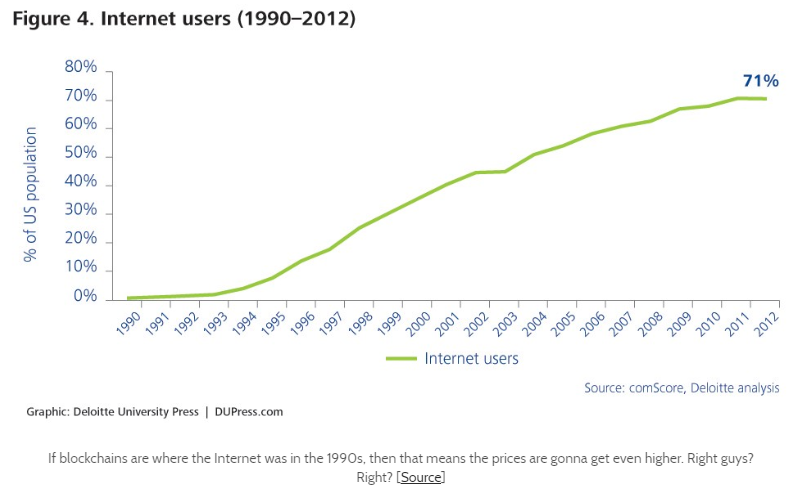 Figure 4. Internet users (1990–2012)
80%
71%
70%
60%
50%
40%
30%
20%
10%
0%
% of US population
1990 1991 1992 1993 1994 1995 1996 1997 1998 1999 2000 2001 2002 2003 2004 2005 2006 2007 2008 2009 2010 2011 2012
Internet users
Source: comScore, Deloitte analysis
Graphic: Deloitte University Press | DUPress.com
If blockchains are where the Internet was in the 1990s, then that means the prices are gonna get even higher. Right guys?
Right? [Source]